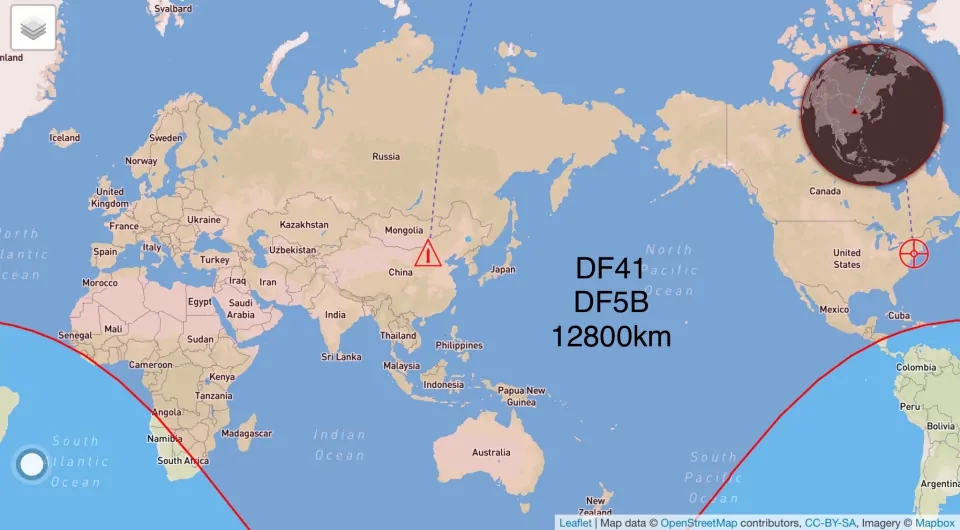 Svalbard
nland
Iceland
Sweden
Norway
Russia
Canada
United
Kingdom
Ukraine
France
Kazakhstan
Mongolia
Italy
Spain
Uzbekistan
Turkey
China
Japan
North
Pacific
Ocean
United
States
North
Atlantic
Ocean
Morocco
Iraq
Iran
Egypt
Saudi
Arabia
India
DF41
DF5B
12800km
Mexico
Cuba
Senegal
Mali
Sudan
Thailand
Philippines
Sri Lanka
Cameroon
Kenya
Malaysia
Colombia
Tanzania
Indonesia
Papua New
Guinea
Angola
Peru
Madagascar
Bolivia
Namibia
Indian
Ocean
South
Atlantic
Ocean
South Africa
Australia
South
Pacific
Ocean
Argentina
New
Zealand
Leaflet | Map data © OpenStreetMap contributors, CC-BY-SA, Imagery © Mapbox